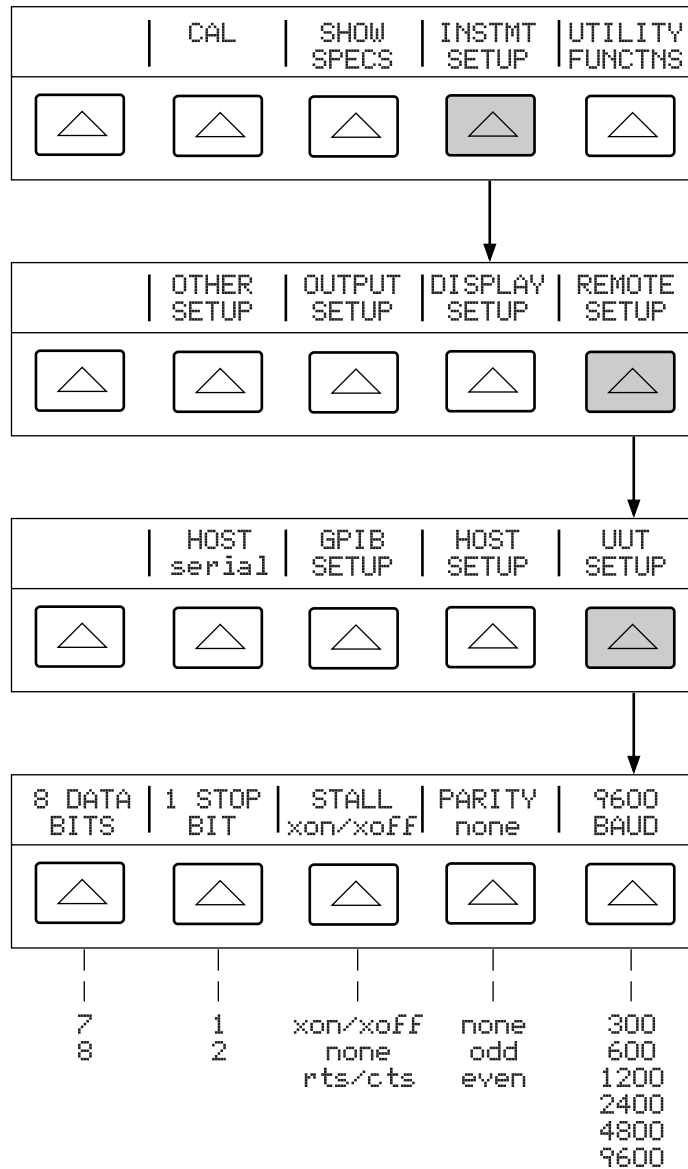 CAL SHOW INSTMT UTILITY
SPECS SETUP FUNCTNS
OTHER OUTPUT DISPLAY REMOTE
SETUP SETUP SETUP SETUP
HOST GPIB HOST UUT
serial SETUP SETUP SETUP
8 DATA 1 STOP STALL PARITY 9600
BITS BIT xon/xoff none BAUD
7 1 xon/xoff none 300
8 2 none odd 600
rts/cts even 1200
2400
4800
9600